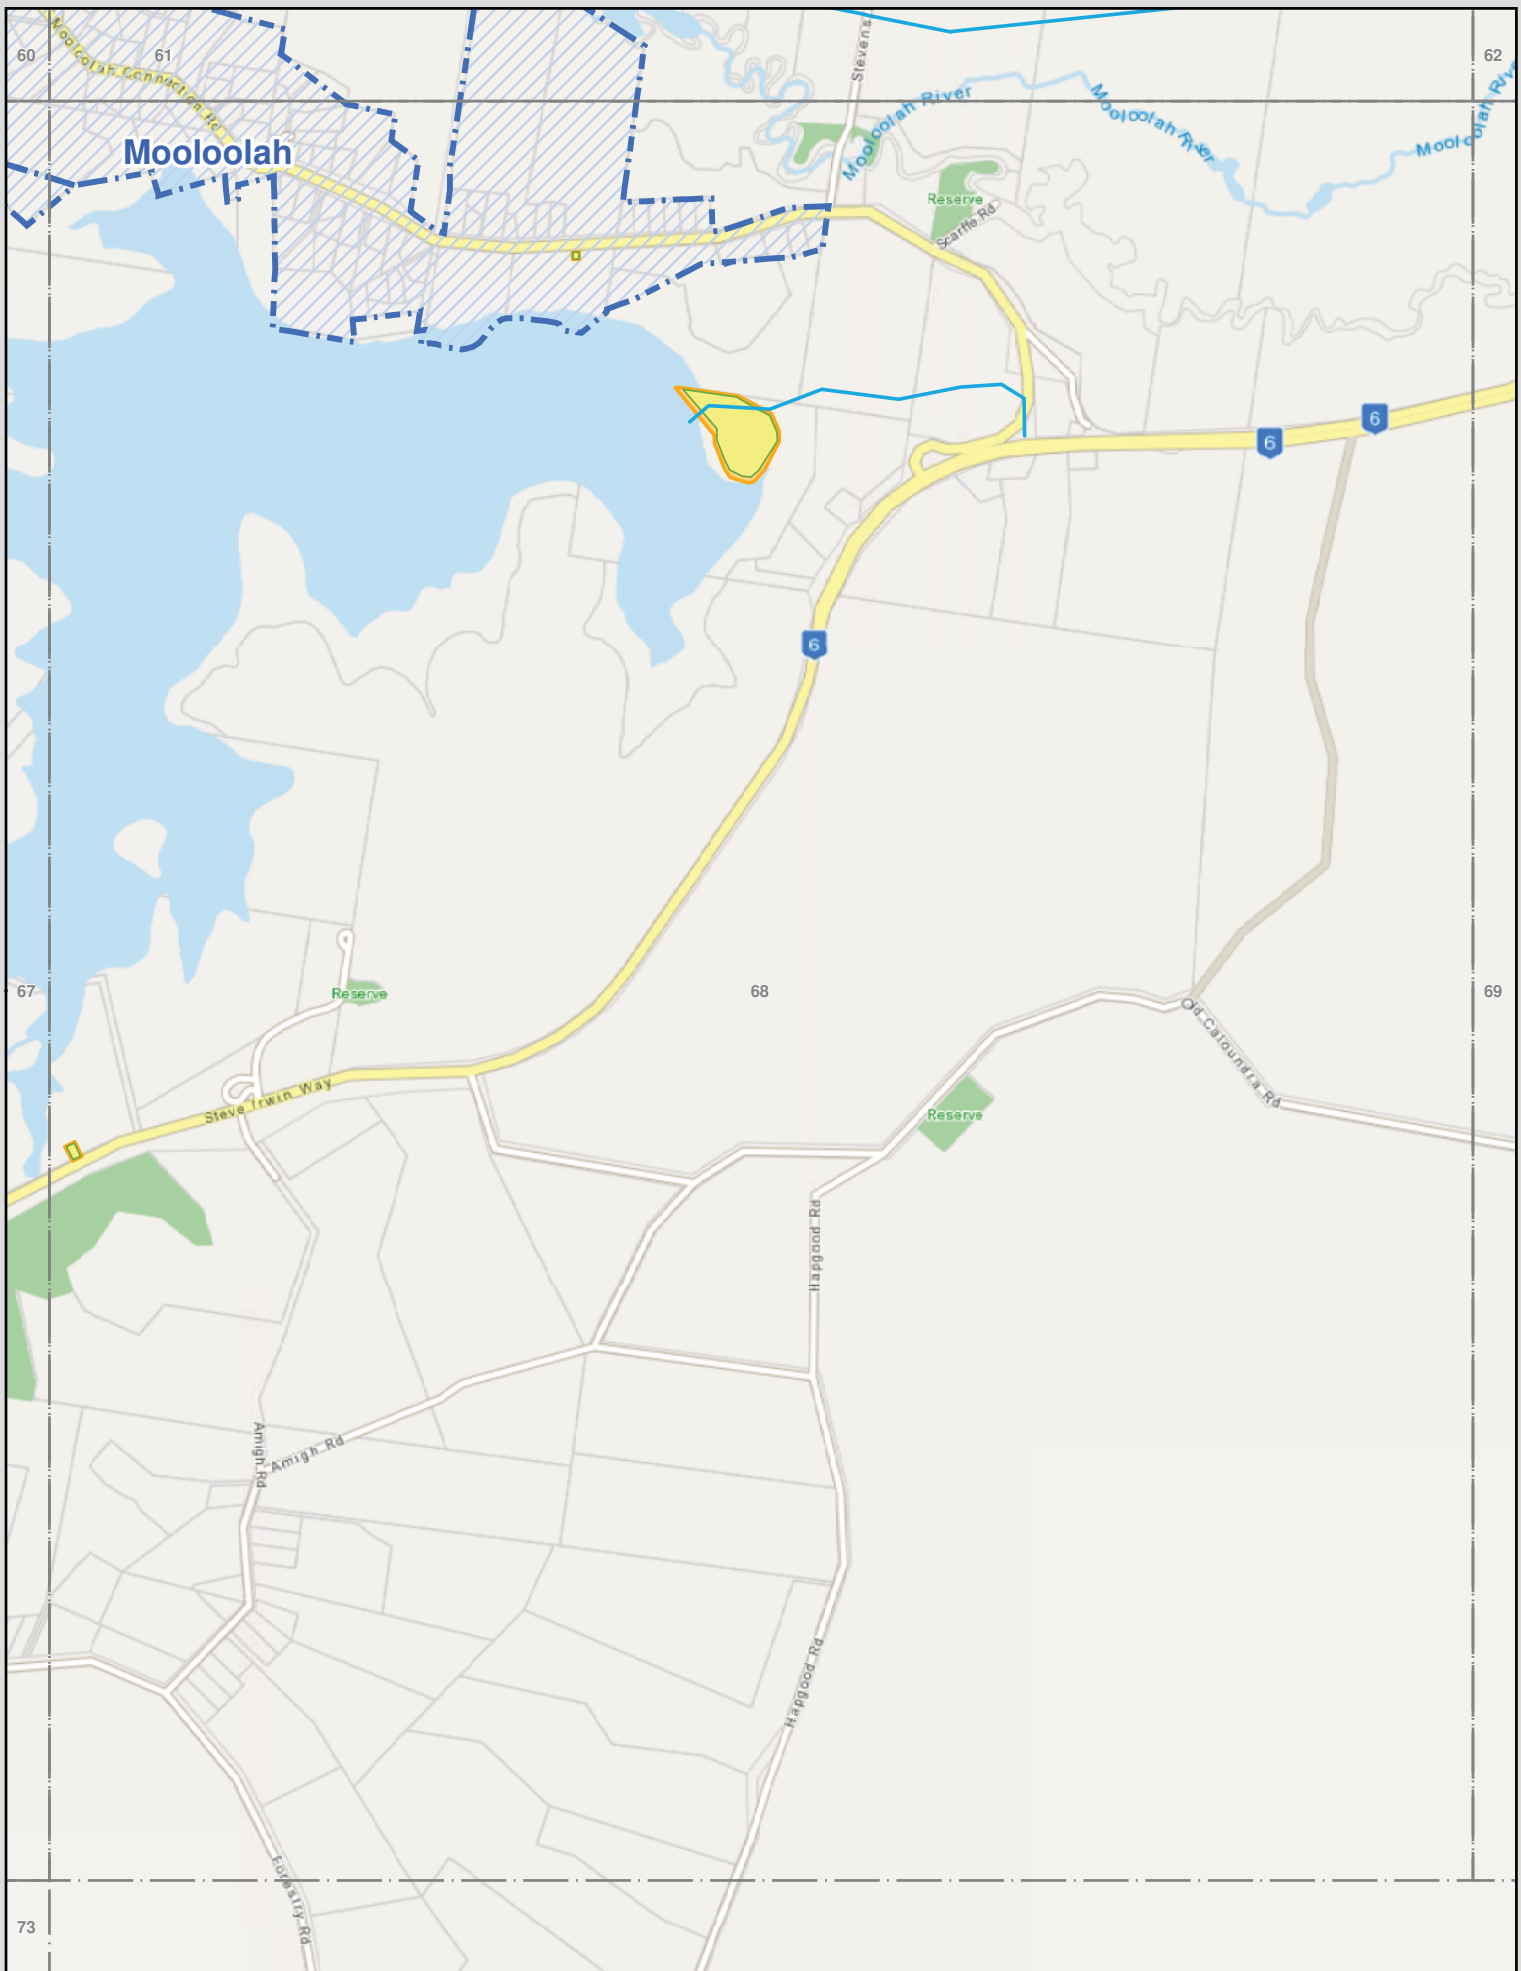 Stevens
60
61
62
Mooloolah Connection Rd
Mooloolah River
Mooloolah River
Mooloolah Rive
Mooloolah
Reserve
Scarffe Rd
6
6
6
67
68
69
Reserve
Old Caloundra Rd
Steve Irwin Way
Reserve
Hapgood Rd
Amigh Rd
Amigh Rd
Hapgood Rd
Forestry Rd
73